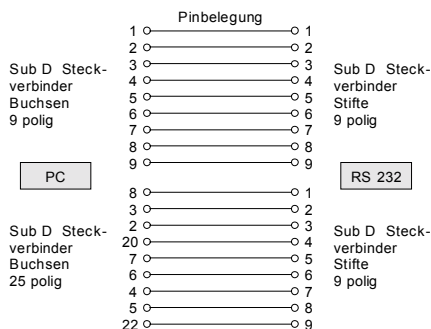 Pinbelegung
1 1
2 2
3 3
4 4
5 5
6 6
7 7
8 8
9 9
Sub D Steck-
verbinder
Buchsen
9 polig
Sub D Steck-
verbinder
Stifte
9 polig
PC
RS 232
8 1
3 2
2 3
20 4
7 5
6 6
4 7
5 8
22 9
Sub D Steck-
verbinder
Buchsen
25 polig
Sub D Steck-
verbinder
Stifte
9 polig